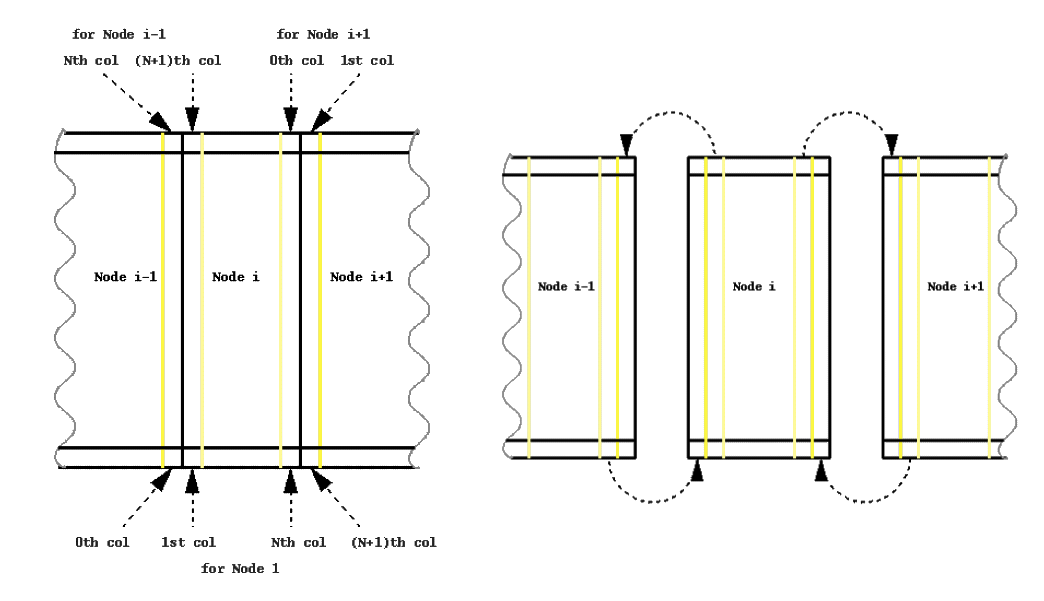 for Node i-1
for Node i+1
Nth col (N+1)th col
0th col 1st col
Node i-1
Node i
Node i+1
Node i-1
Node i
Node i+1
0th col 1st col Nth col (N+1)th col
for Node 1